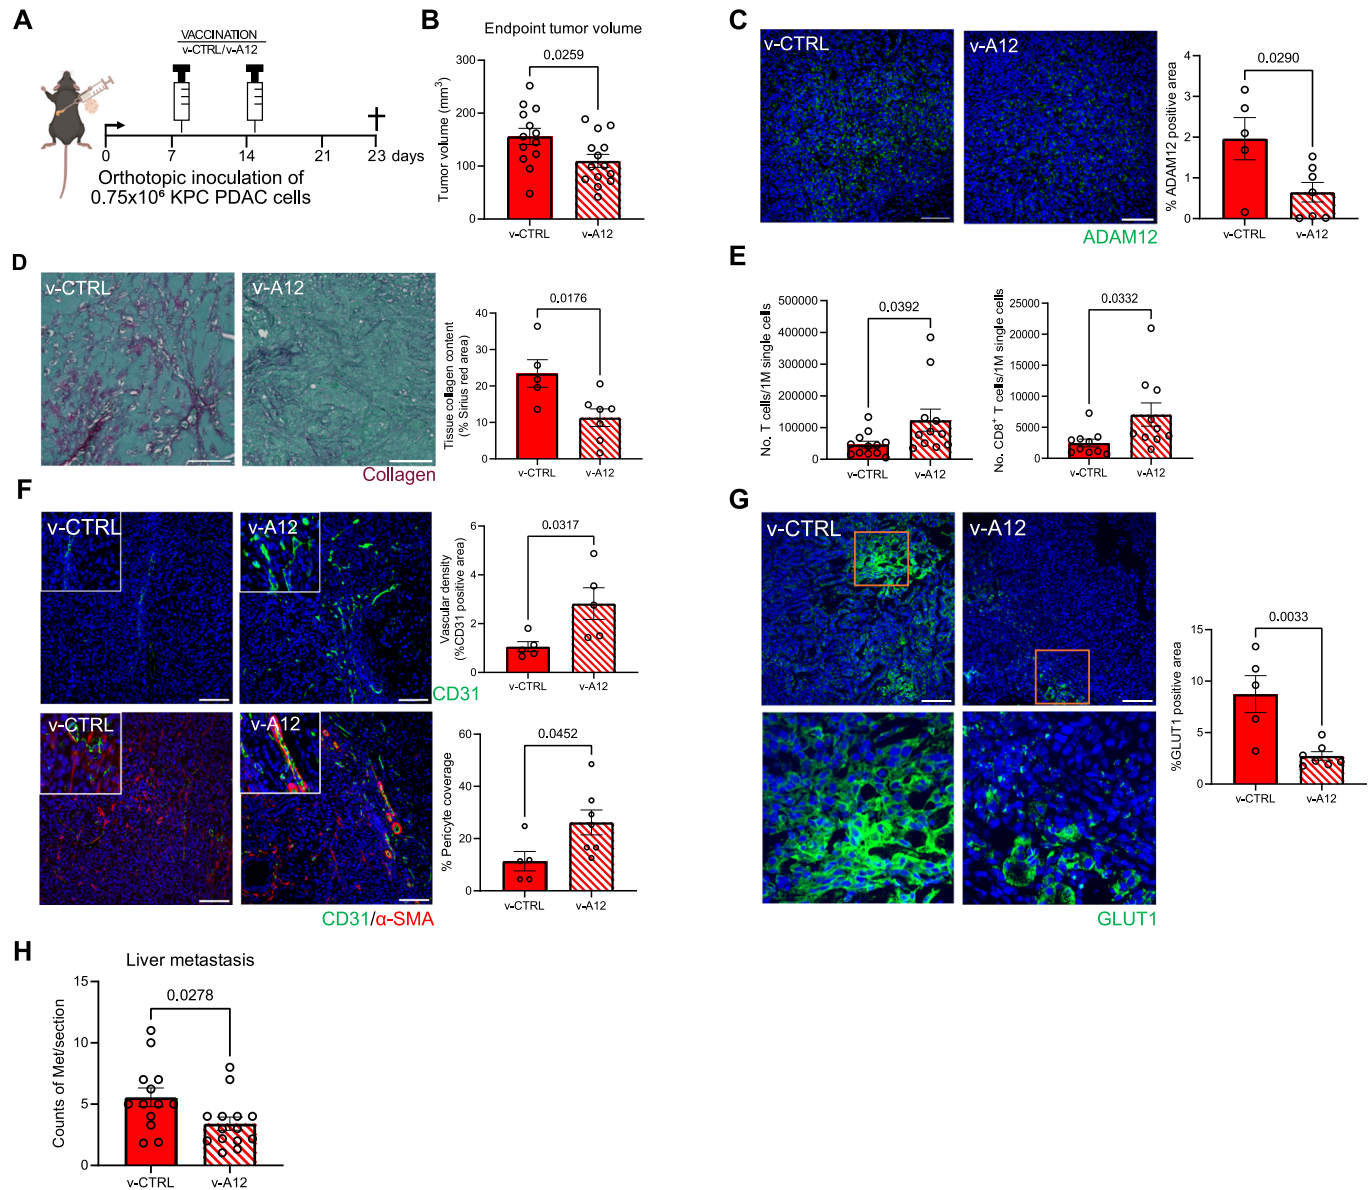 A
VACCINATION
v-CTRL/v-A12
0 7 14 21 23 days
Orthotopic inoculation of
0.75x10⁶ KPC PDAC cells
B
Endpoint tumor volume
0.0259
Tumor volume (mm⁻³)
300
200
100
0
v-CTRL v-A12
C
v-CTRL v-A12
ADAM12
0.0290
% ADAM12 positive area
4
3
2
1
0
v-CTRL v-A12
D
v-CTRL v-A12
Collagen
0.0176
Tissue collagen content
(% Sirius red area)
40
30
20
10
0
v-CTRL v-A12
E
0.0392
No. T cells/1M single cells
500000
400000
300000
200000
100000
0
v-CTRL v-A12
0.0332
No. CD8⁺ T cells/1M single cells
25000
20000
15000
10000
5000
0
v-CTRL v-A12
F
v-CTRL v-A12
CD31
0.0317
Vascular density
(%CD31 positive area)
6
4
2
0
v-CTRL v-A12
v-CTRL v-A12
CD31/α-SMA
0.0452
% Pericyte coverage
60
40
20
0
v-CTRL v-A12
G
v-CTRL v-A12
GLUT1
0.0033
%GLUT1 positive area
15
10
5
0
v-CTRL v-A12
H
Liver metastasis
0.0278
Counts of Met/section
15
10
5
0
v-CTRL v-A12